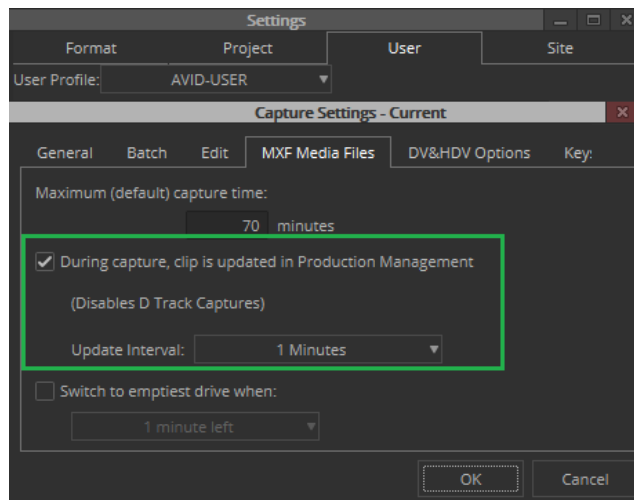 Settings
Format Project User Site
User Profile: AVID-USER
Capture Settings - Current
General Batch Edit MXF Media Files DV&HDV Options Key:
Maximum (default) capture time:
70 minutes
During capture, clip is updated in Production Management
(Disables D Track Captures)
Update Interval: 1 Minutes
Switch to emptiest drive when:
1 minute left
OK Cancel